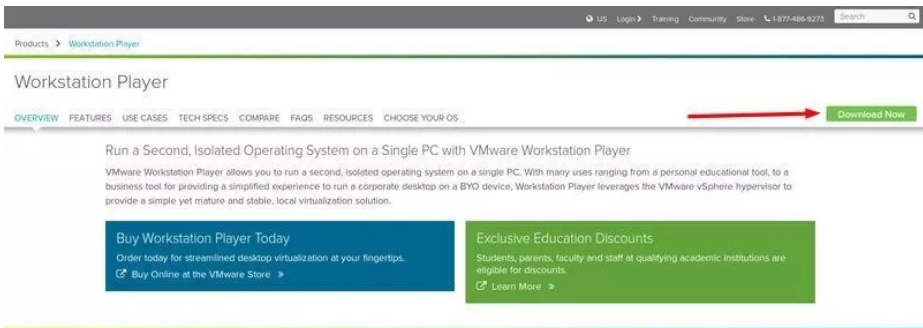 US Login > Training Community Store 1-877-486-9273 Search
Products > Workstation Player
Workstation Player
OVERVIEW FEATURES USE CASES TECH SPECS COMPARE FAQS RESOURCES CHOOSE YOUR OS Download Now
Run a Second, Isolated Operating System on a Single PC with VMware Workstation Player
VMware Workstation Player allows you to run a second, isolated operating system on a single PC. With many uses ranging from a personal educational tool, to a
business tool for providing a simplified experience to run a corporate desktop on a BYO device, Workstation Player leverages the VMware vSphere hypervisor to
provide a simple yet mature and stable, local virtualization solution.
Buy Workstation Player Today
Order today for streamlined desktop virtualization at your fingertips.
Buy Online at the VMware Store »
Exclusive Education Discounts
Students, parents, faculty and staff at qualifying academic institutions are
eligible for discounts.
Learn More »